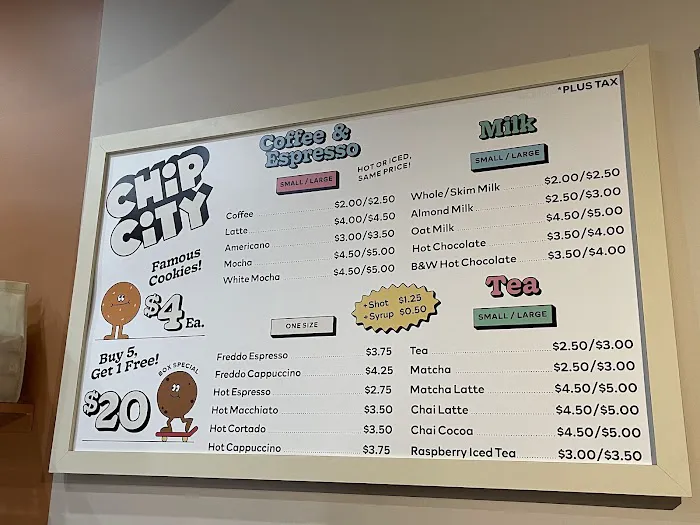 *PLUS TAX
CHIP
CITY
Famous
Cookies!
$4 Ea.
Buy 5,
Get 1 Free!
BOX SPECIAL
$20
Coffee &
Espresso
SMALL / LARGE
HOT OR ICED,
SAME PRICE!
Coffee $2.00/$2.50
Latte $4.00/$4.50
Americano $3.00/$3.50
Mocha $4.50/$5.00
White Mocha $4.50/$5.00
+Shot $1.25
+Syrup $0.50
ONE SIZE
Freddo Espresso $3.75
Freddo Cappuccino $4.25
Hot Espresso $2.75
Hot Macchiato $3.50
Hot Cortado $3.50
Hot Cappuccino $3.75
Milk
SMALL / LARGE
Whole/Skim Milk $2.00/$2.50
Almond Milk $2.50/$3.00
Oat Milk $4.50/$5.00
Hot Chocolate $3.50/$4.00
B&W Hot Chocolate $3.50/$4.00
Tea
SMALL / LARGE
Tea $2.50/$3.00
Matcha $2.50/$3.00
Matcha Latte $4.50/$5.00
Chai Latte $4.50/$5.00
Chai Cocoa $4.50/$5.00
Raspberry Iced Tea $3.00/$3.50